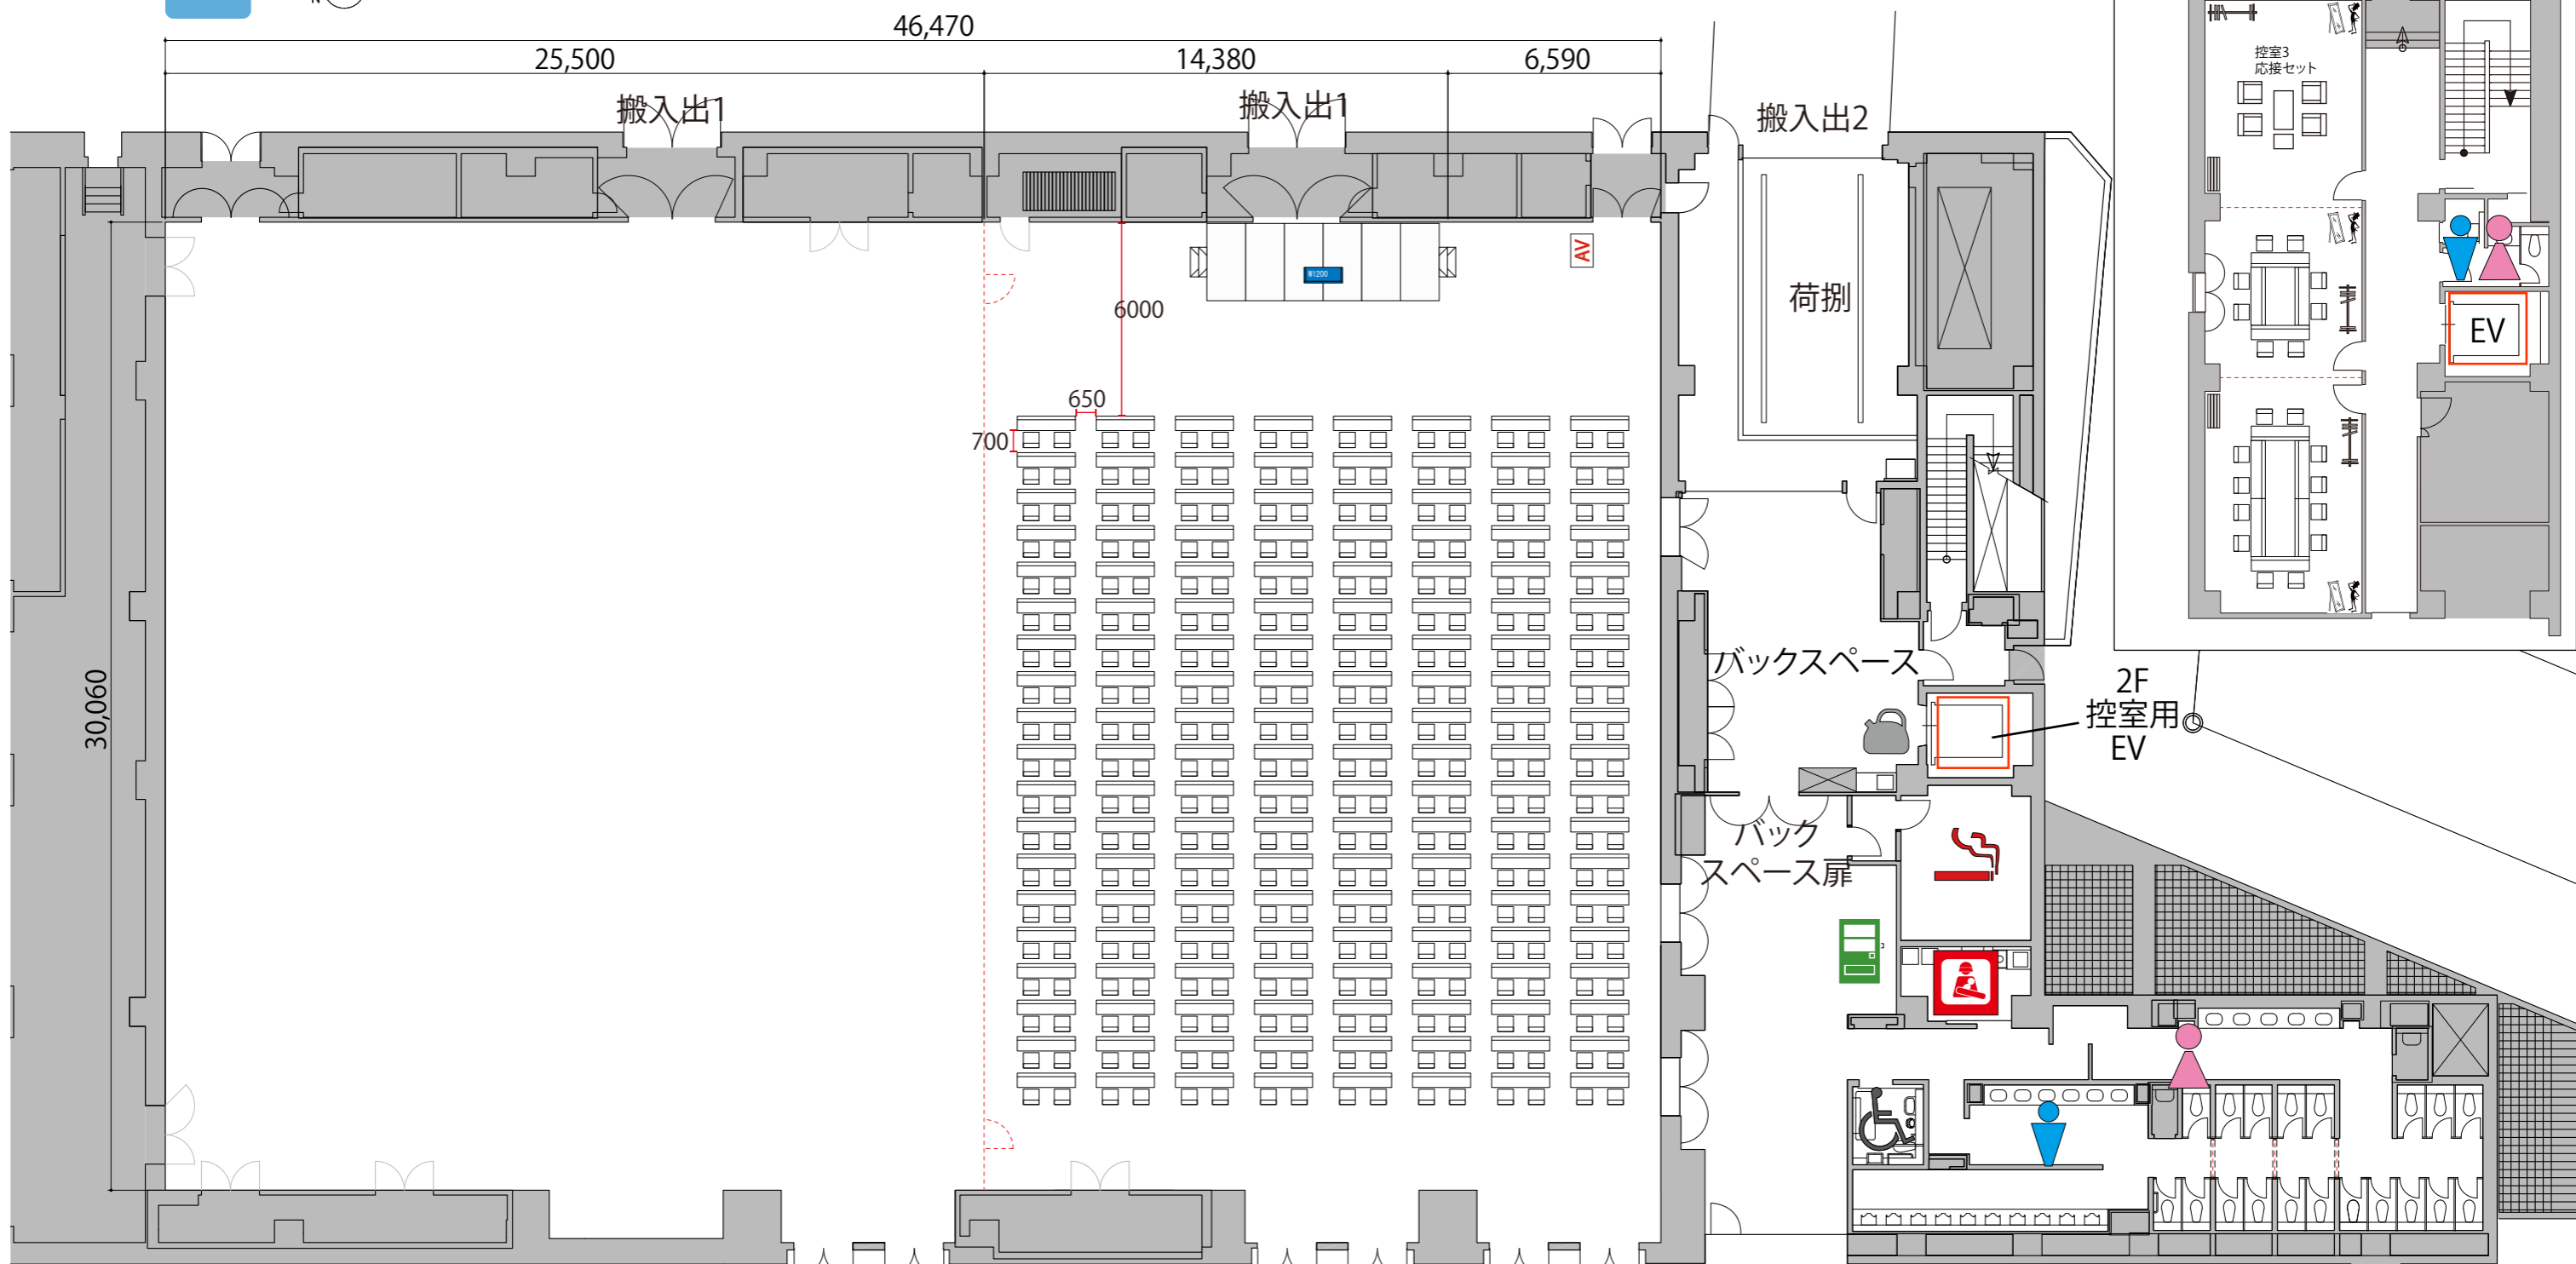 N
46,470
25,500
14,380
6,590
搬入出1
搬入出1
搬入出2
控室3
応接セット
W1200
AV
6000
荷捌
EV
650
700
30,060
バックスペース
2F
控室用
EV
バック
スペース扉